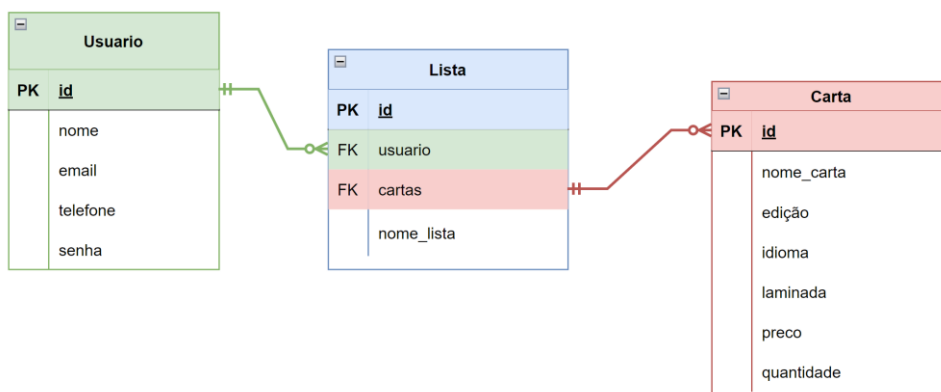 Usuario
PK id
nome
email
telefone
senha
Lista
PK id
FK usuario
FK cartas
nome_lista
Carta
PK id
nome_carta
edição
idioma
laminada
preco
quantidade